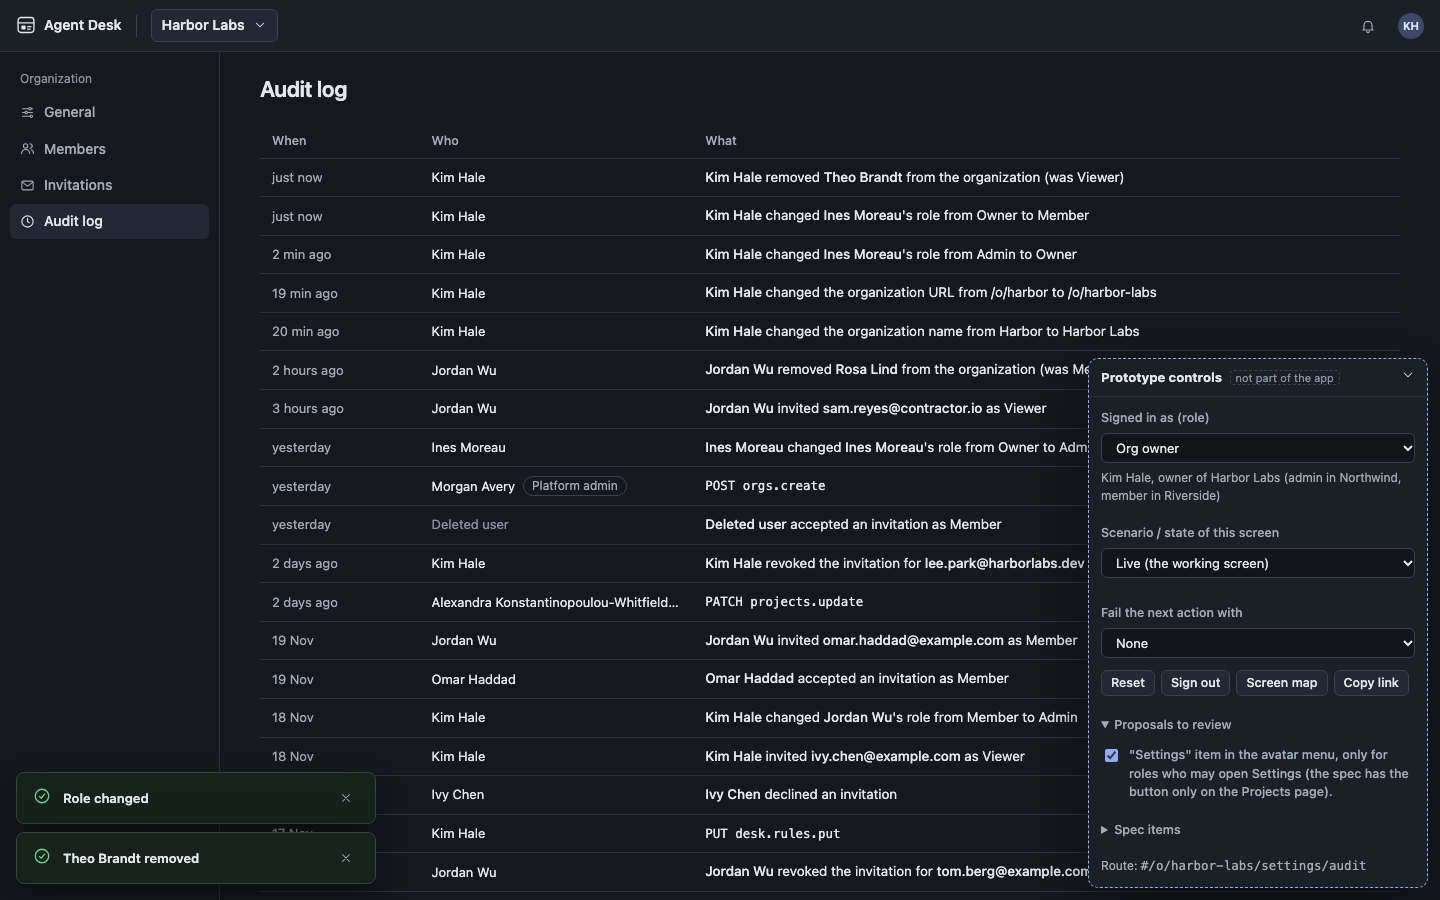 Agent Desk
Harbor Labs
KH
Organization
General
Members
Invitations
Audit log
Audit log
When Who What
just now Kim Hale Kim Hale removed Theo Brandt from the organization (was Viewer)
just now Kim Hale Kim Hale changed Ines Moreau's role from Owner to Member
2 min ago Kim Hale Kim Hale changed Ines Moreau's role from Admin to Owner
19 min ago Kim Hale Kim Hale changed the organization URL from /o/harbor to /o/harbor-labs
20 min ago Kim Hale Kim Hale changed the organization name from Harbor to Harbor Labs
2 hours ago Jordan Wu Jordan Wu removed Rosa Lind from the organization (was Me
3 hours ago Jordan Wu Jordan Wu invited sam.reyes@contractor.io as Viewer
yesterday Ines Moreau Ines Moreau changed Ines Moreau's role from Owner to Adm
yesterday Morgan Avery Platform admin POST orgs.create
yesterday Deleted user Deleted user accepted an invitation as Member
2 days ago Kim Hale Kim Hale revoked the invitation for lee.park@harborlabs.dev
2 days ago Alexandra Konstantinopoulou-Whitfield... PATCH projects.update
19 Nov Jordan Wu Jordan Wu invited omar.haddad@example.com as Member
19 Nov Omar Haddad Omar Haddad accepted an invitation as Member
18 Nov Kim Hale Kim Hale changed Jordan Wu's role from Member to Admin
18 Nov Kim Hale Kim Hale invited ivy.chen@example.com as Viewer
Ivy Chen Ivy Chen declined an invitation
Kim Hale PUT desk.rules.put
Jordan Wu Jordan Wu revoked the invitation for tom.berg@example.com
Role changed
Theo Brandt removed
Prototype controls not part of the app
Signed in as (role)
Org owner
Kim Hale, owner of Harbor Labs (admin in Northwind,
member in Riverside)
Scenario / state of this screen
Live (the working screen)
Fail the next action with
None
Reset Sign out Screen map Copy link
Proposals to review
"Settings" item in the avatar menu, only for
roles who may open Settings (the spec has the
button only on the Projects page).
Spec items
Route: #/o/harbor-labs/settings/audit